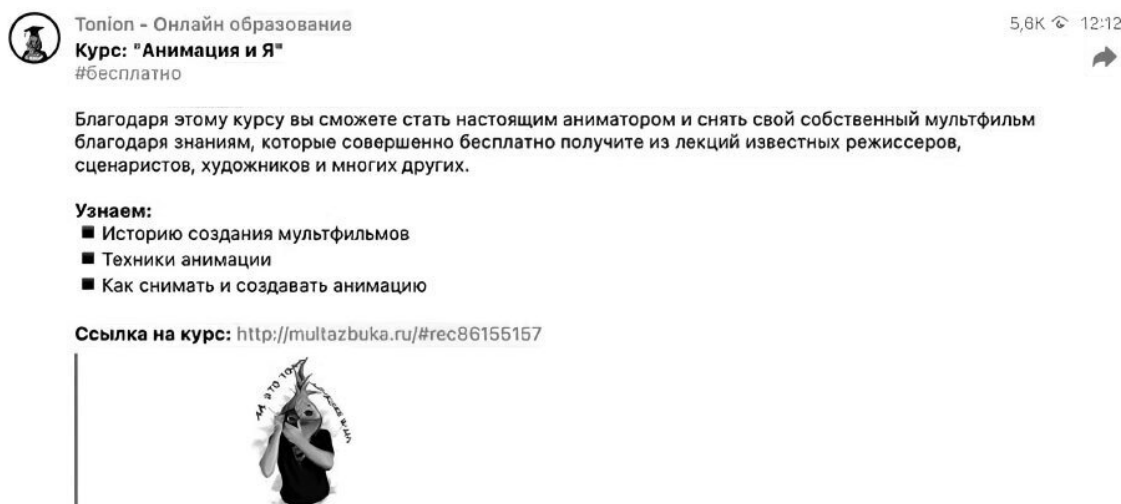 Tonion - Онлайн образование
5,6K 12:12
Курс: "Анимация и Я"
#бесплатно
Благодаря этому курсу вы сможете стать настоящим аниматором и снять свой собственный мультфильм
благодаря знаниям, которые совершенно бесплатно получите из лекций известных режиссеров,
сценаристов, художников и многих других.
Узнаем:
■ Историю создания мультфильмов
■ Техники анимации
■ Как снимать и создавать анимацию
Ссылка на курс: http://multazbuka.ru/#rec86155157
ДА ЭТО